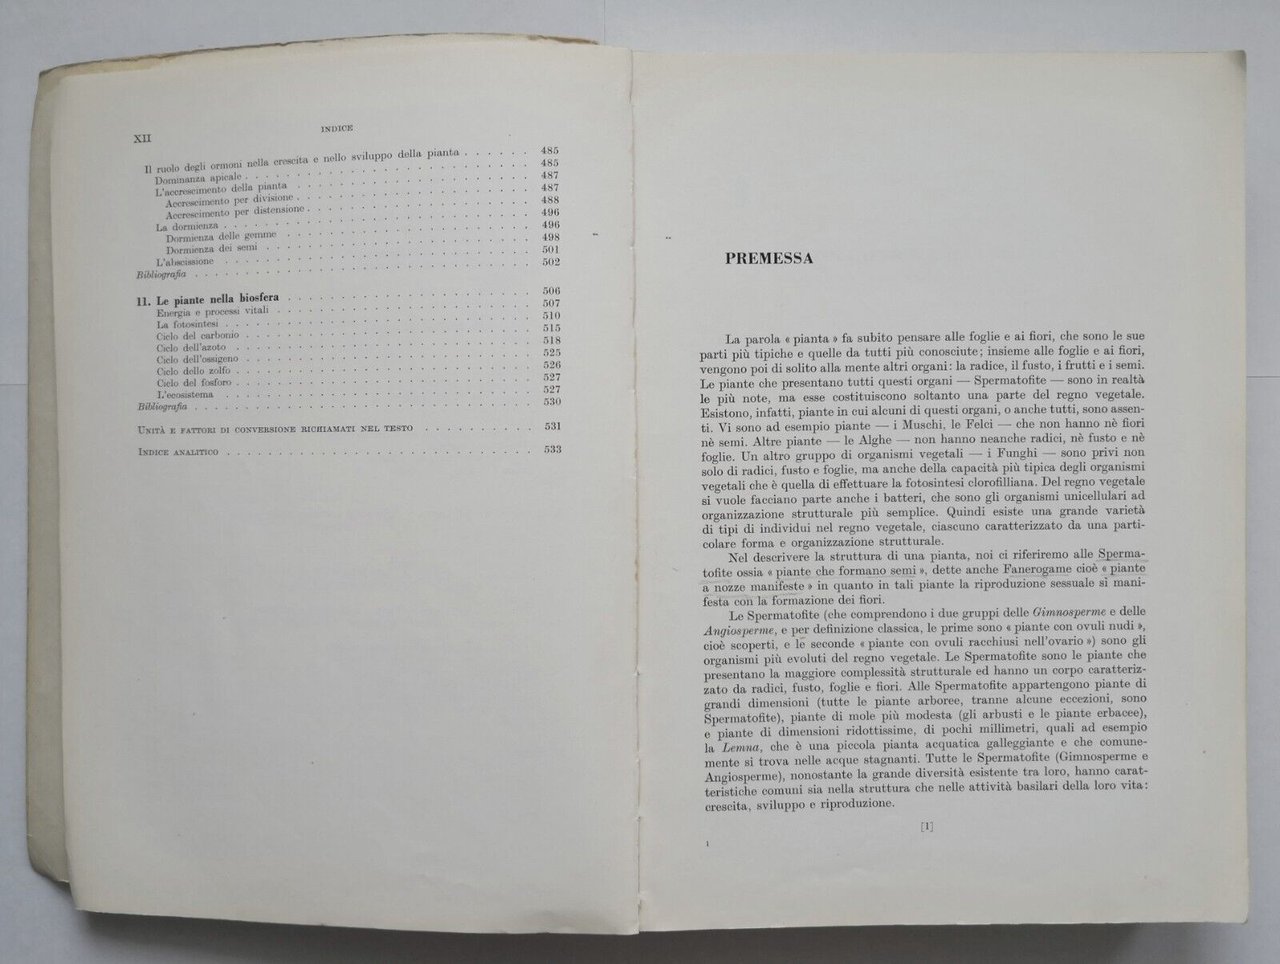 XII
INDICE
Il ruolo degli ormoni nella crescita e nello sviluppo della pianta . . . . . . 485
Dominanza apicale . . . . . . 485
L'accrescimento della pianta . . . . . . 487
Accrescimento per divisione . . . . . . 487
Accrescimento per distensione . . . . . . 488
La dormienza . . . . . . 496
Dormienza delle gemme . . . . . . 496
Dormienza dei semi . . . . . . 498
L'abscissione . . . . . . 501
Bibliografia . . . . . . 502
11. Le piante nella biosfera . . . . . . 506
Energia e processi vitali . . . . . . 507
La fotosintesi . . . . . . 510
Ciclo del carbonio . . . . . . 515
Ciclo dell'azoto . . . . . . 518
Ciclo dell'ossigeno . . . . . . 525
Ciclo dello zolfo . . . . . . 526
Ciclo del fosforo . . . . . . 527
L'ecosistema . . . . . . 527
Bibliografia . . . . . . 530
UNITÀ E FATTORI DI CONVERSIONE RICHIAMATI NEL TESTO . . . . . . 531
INDICE ANALITICO . . . . . . 533
PREMESSA
La parola « pianta » fa subito pensare alle foglie e ai fiori, che sono le sue
parti più tipiche e quelle da tutti più conosciute; insieme alle foglie e ai fiori,
vengono poi di solito alla mente altri organi: la radice, il fusto, i frutti e i semi.
Le piante che presentano tutti questi organi — Spermatofite — sono in realtà
le più note, ma esse costituiscono soltanto una parte del regno vegetale.
Esistono, infatti, piante in cui alcuni di questi organi, o anche tutti, sono assen-
ti. Vi sono ad esempio piante — i Muschi, le Felci — che non hanno nè fiori
nè semi. Altre piante — le Alghe — non hanno neanche radici, nè fusto e nè
foglie. Un altro gruppo di organismi vegetali — i Funghi — sono privi non
solo di radici, fusto e foglie, ma anche della capacità più tipica degli organismi
vegetali che è quella di effettuare la fotosintesi clorofilliana. Del regno vegetale
si vuole facciano parte anche i batteri, che sono gli organismi unicellulari ad
organizzazione strutturale più semplice. Quindi esiste una grande varietà
di tipi di individui nel regno vegetale, ciascuno caratterizzato da una parti-
colare forma e organizzazione strutturale.
Nel descrivere la struttura di una pianta, noi ci riferiremo alle Sperma-
tofite ossia « piante che formano semi », dette anche Fanerogame cioè « piante
a nozze manifeste » in quanto in tali piante la riproduzione sessuale si mani-
festa con la formazione dei fiori.
Le Spermatofite (che comprendono i due gruppi delle Gimnosperme e delle
Angiosperme, e per definizione classica, le prime sono « piante con ovuli nudi »,
cioè scoperti, e le seconde « piante con ovuli racchiusi nell'ovario ») sono gli
organismi più evoluti del regno vegetale. Le Spermatofite sono le piante che
presentano la maggiore complessità strutturale ed hanno un corpo caratteriz-
zato da radici, fusto, foglie e fiori. Alle Spermatofite appartengono piante di
grandi dimensioni (tutte le piante arboree, tranne alcune eccezioni, sono
Spermatofite), piante di mole più modesta (gli arbusti e le piante erbacee),
e piante di dimensioni ridottissime, di pochi millimetri, quali ad esempio
la Lemna, che è una piccola pianta acquatica galleggiante e che comune-
mente si trova nelle acque stagnanti. Tutte le Spermatofite (Gimnosperme e
Angiosperme), nonostante la grande diversità esistente tra loro, hanno carat-
teristiche comuni sia nella struttura che nelle attività basilari della loro vita:
crescita, sviluppo e riproduzione.
[1]
1